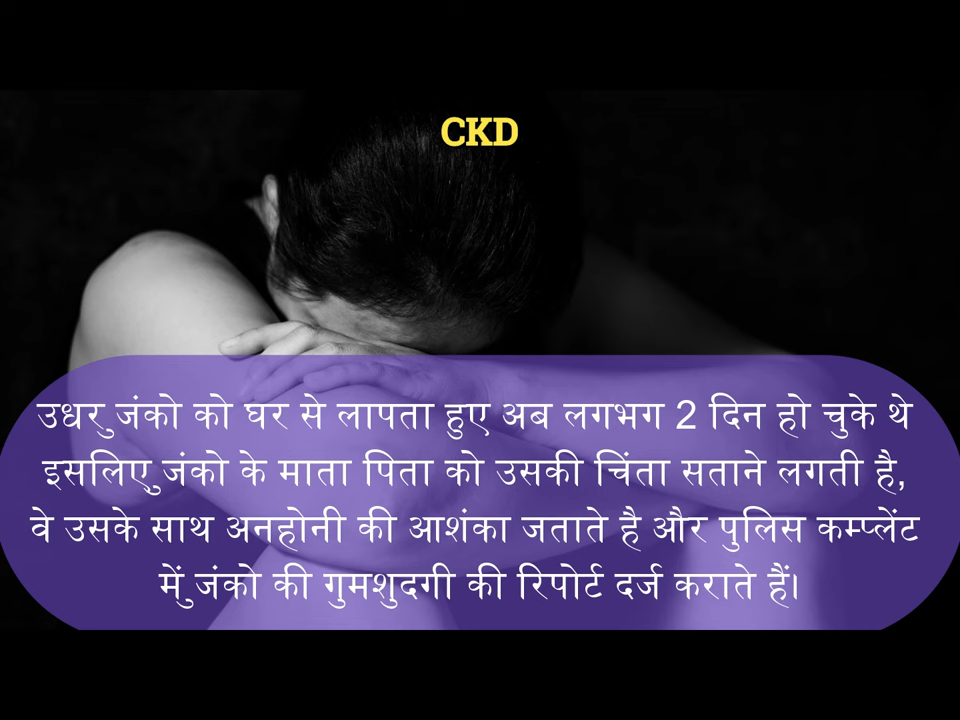 CKD
उधर ुजंको को घर से लापता हुए अब लगभग 2 दिन हो चुके थे
इसलिए ुजंको के माता पिता को उसकी चिंता सताने लगती है,
वे उसके साथ अनहोनी की आशंका जताते है और पुलिस कम्प्लेंट
में ुजंको की गुमशुदगी की रिपोर्ट दर्ज कराते हैं।